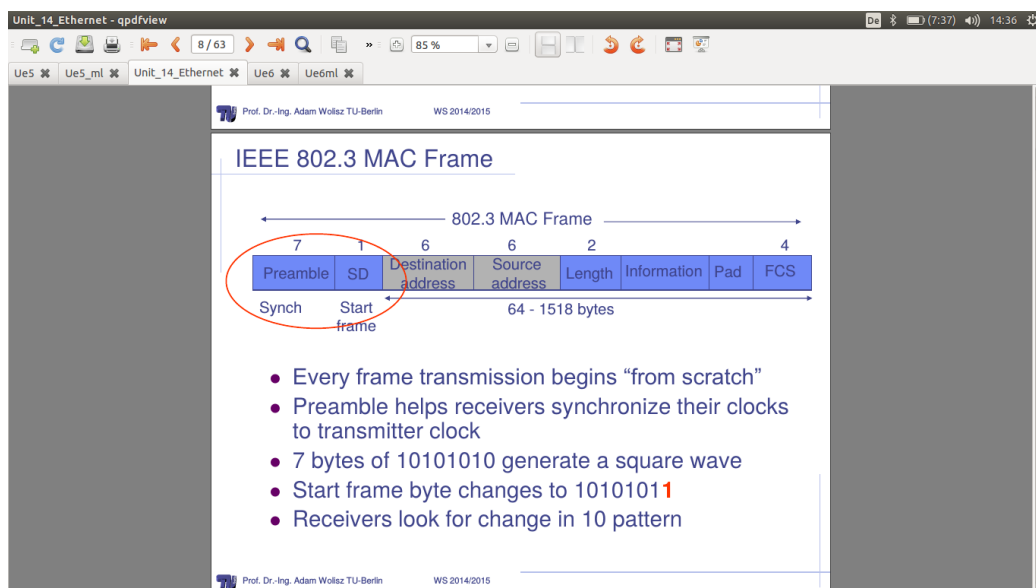 Unit_14_Ethernet - qpdfview
De (7:37) 14:36
8 / 63 » 85 %
Ue5 Ue5_ml Unit_14_Ethernet Ue6 Ue6ml
Prof. Dr.-Ing. Adam Wolisz TU-Berlin WS 2014/2015
IEEE 802.3 MAC Frame
802.3 MAC Frame
7 1 6 6 2 4
Preamble SD Destination address Source address Length Information Pad FCS
Synch Start frame 64 - 1518 bytes
● Every frame transmission begins “from scratch”
● Preamble helps receivers synchronize their clocks
to transmitter clock
● 7 bytes of 10101010 generate a square wave
● Start frame byte changes to 10101011
● Receivers look for change in 10 pattern
Prof. Dr.-Ing. Adam Wolisz TU-Berlin WS 2014/2015